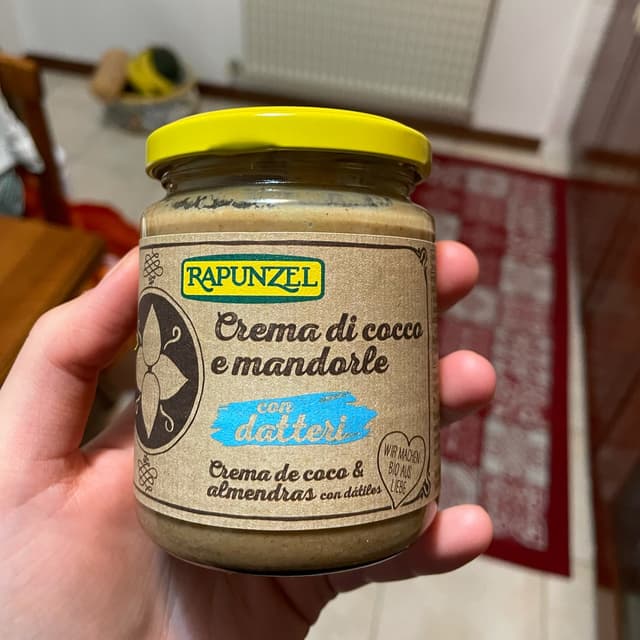 RAPUNZEL
Crema di cocco
e mandorle
con
datteri
Crema de coco &
almendras con dátiles
WIR MACHEN
BIO AUS
LIEBE